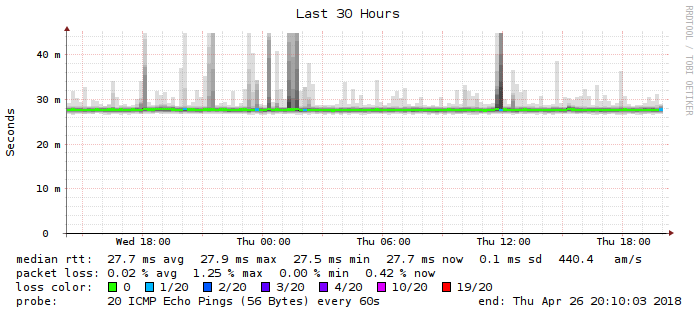 Last 30 Hours
RRDTOOL / TOBI OETIKER
Seconds
40 m
30 m
20 m
10 m
0
Wed 18:00 Thu 00:00 Thu 06:00 Thu 12:00 Thu 18:00
median rtt: 27.7 ms avg 27.9 ms max 27.5 ms min 27.7 ms now 0.1 ms sd 440.4 am/s
packet loss: 0.02 % avg 1.25 % max 0.00 % min 0.42 % now
loss color: 0 1/20 2/20 3/20 4/20 10/20 19/20
probe: 20 ICMP Echo Pings (56 Bytes) every 60s end: Thu Apr 26 20:10:03 2018